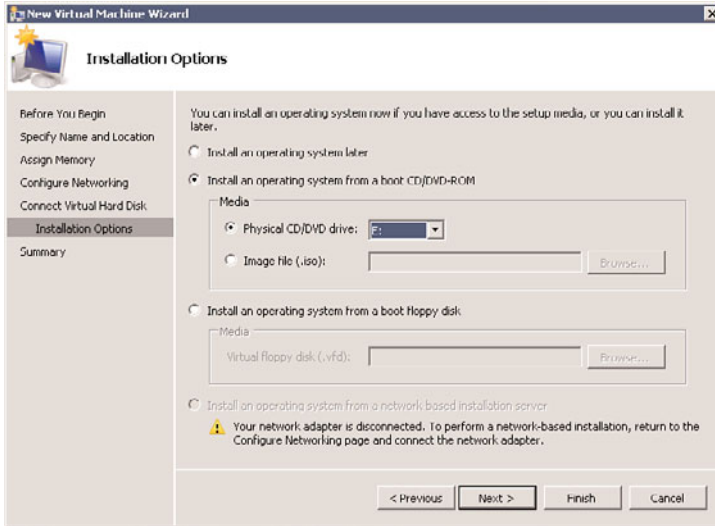 New Virtual Machine Wizard
Installation Options
Before You Begin
Specify Name and Location
Assign Memory
Configure Networking
Connect Virtual Hard Disk
Installation Options
Summary
You can install an operating system now if you have access to the setup media, or you can install it
later.
Install an operating system later
Install an operating system from a boot CD/DVD-ROM
Media
Physical CD/DVD drive:
Image file (.iso):
Browse...
Install an operating system from a boot floppy disk
Media
Virtual floppy disk (.vfd):
Browse...
Install an operating system from a network based installation server
Your network adapter is disconnected. To perform a network-based installation, return to the
Configure Networking page and connect the network adapter.
< Previous
Next >
Finish
Cancel